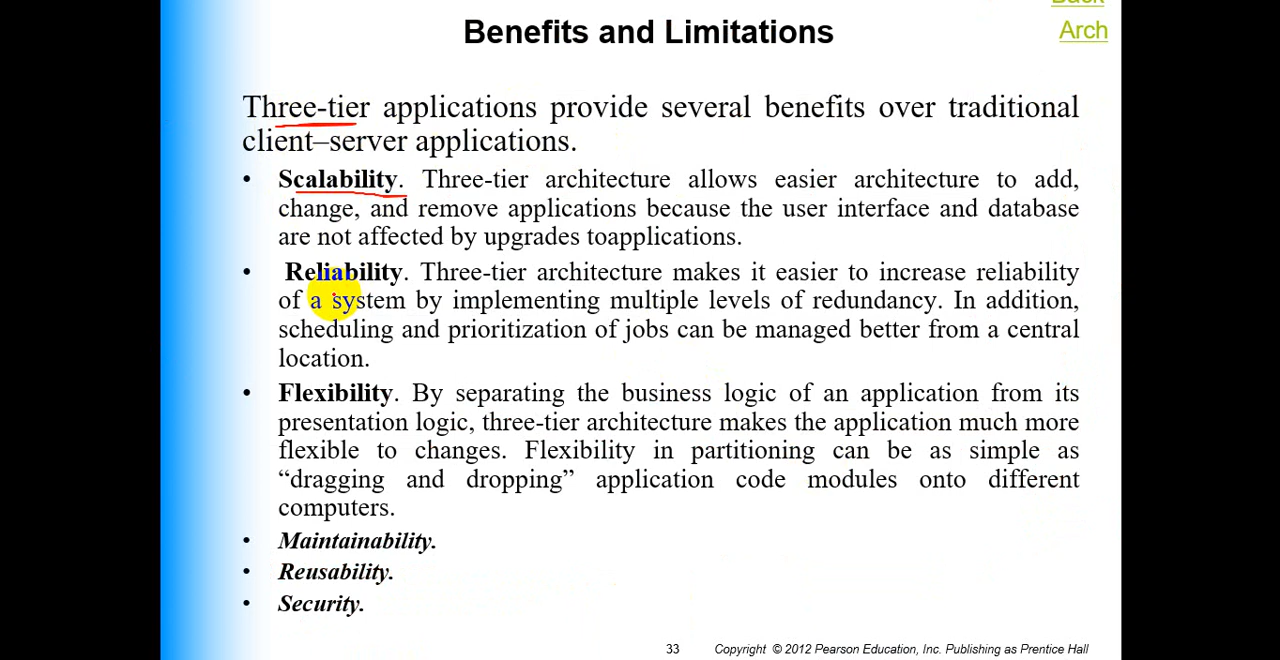 Back
Benefits and Limitations
Arch
Three-tier applications provide several benefits over traditional
client–server applications.
• Scalability. Three-tier architecture allows easier architecture to add,
change, and remove applications because the user interface and database
are not affected by upgrades toapplications.
• Reliability. Three-tier architecture makes it easier to increase reliability
of a system by implementing multiple levels of redundancy. In addition,
scheduling and prioritization of jobs can be managed better from a central
location.
• Flexibility. By separating the business logic of an application from its
presentation logic, three-tier architecture makes the application much more
flexible to changes. Flexibility in partitioning can be as simple as
“dragging and dropping” application code modules onto different
computers.
• Maintainability.
• Reusability.
• Security.
33 Copyright © 2012 Pearson Education, Inc. Publishing as Prentice Hall